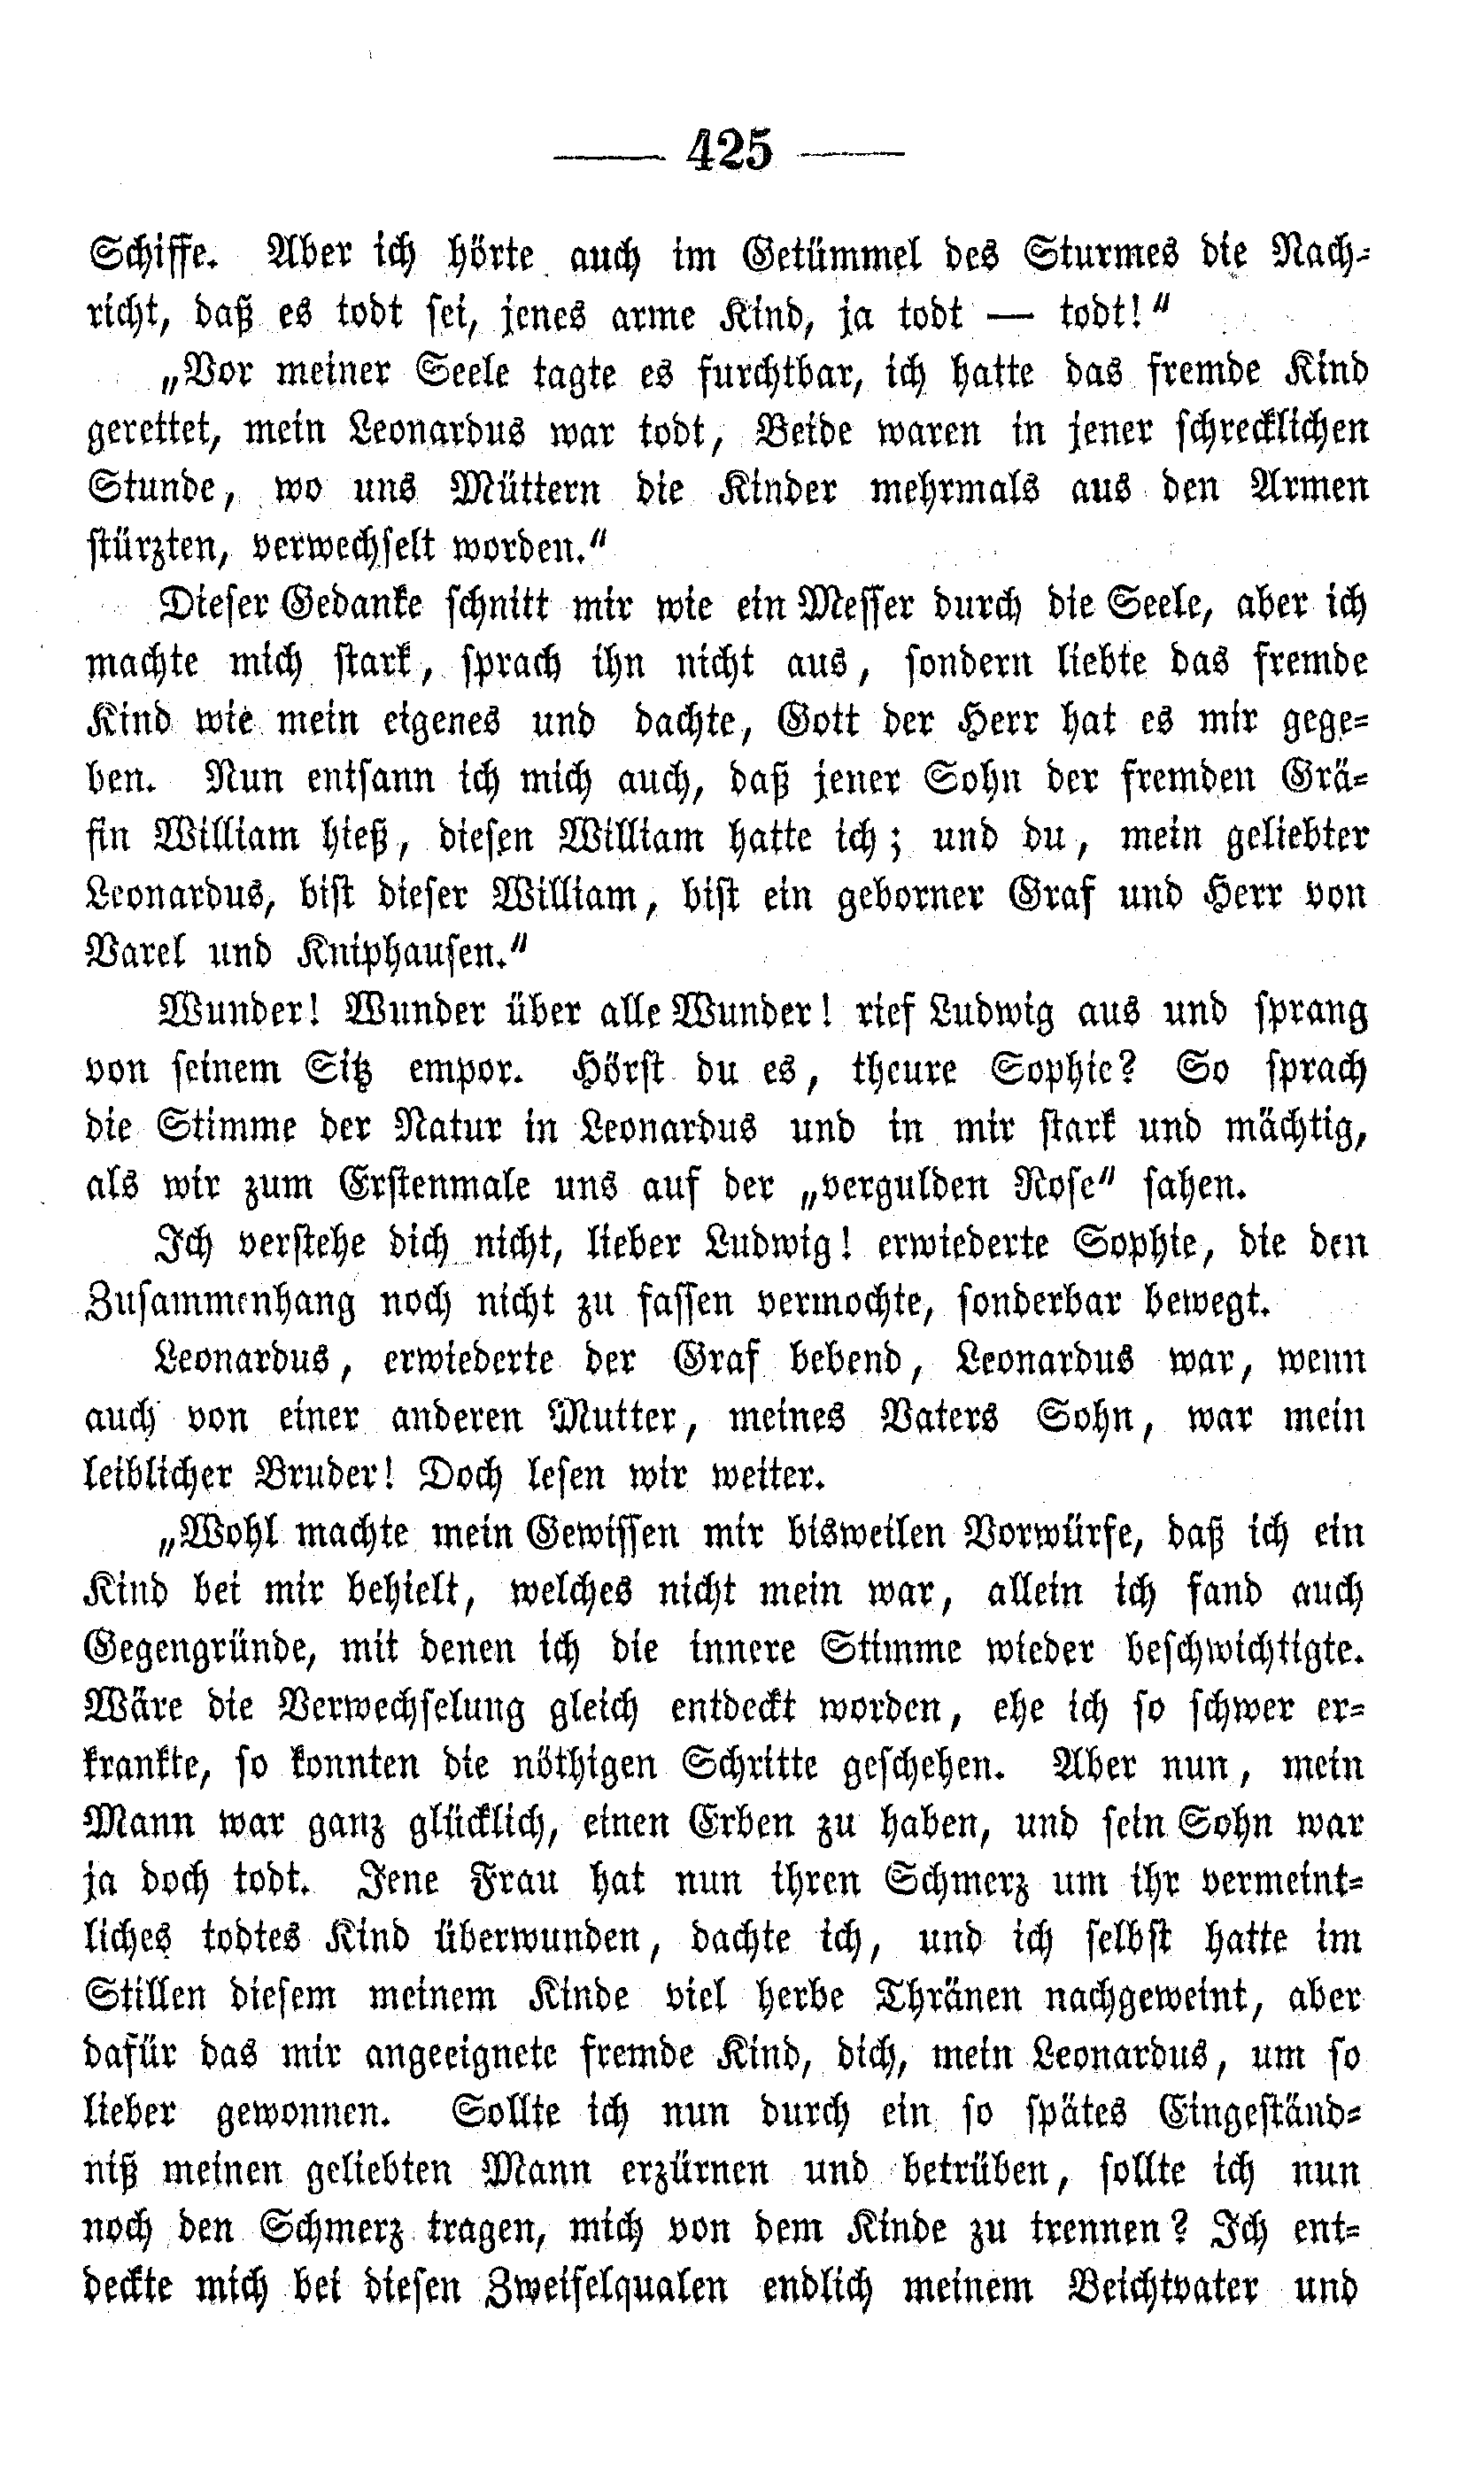 — 425 —
Schiffe. Aber ich hörte auch im Getümmel des Sturmes die Nach-
richt, daß es todt sei, jenes arme Kind, ja todt — todt!“
„Vor meiner Seele tagte es furchtbar, ich hatte das fremde Kind
gerettet, mein Leonardus war todt, Beide waren in jener schrecklichen
Stunde, wo uns Müttern die Kinder mehrmals aus den Armen
stürzten, verwechselt worden.“
Dieser Gedanke schnitt mir wie ein Messer durch die Seele, aber ich
machte mich stark, sprach ihn nicht aus, sondern liebte das fremde
Kind wie mein eigenes und dachte, Gott der Herr hat es mir gege-
ben. Nun entsann ich mich auch, daß jener Sohn der fremden Grä-
fin William hieß, diesen William hatte ich; und du, mein geliebter
Leonardus, bist dieser William, bist ein geborner Graf und Herr von
Varel und Kniphausen.“
Wunder! Wunder über alle Wunder! rief Ludwig aus und sprang
von seinem Sitz empor. Hörst du es, theure Sophie? So sprach
die Stimme der Natur in Leonardus und in mir stark und mächtig,
als wir zum Erstenmale uns auf der „vergulden Rose“ sahen.
Ich verstehe dich nicht, lieber Ludwig! erwiederte Sophie, die den
Zusammenhang noch nicht zu fassen vermochte, sonderbar bewegt.
Leonardus, erwiederte der Graf bebend, Leonardus war, wenn
auch von einer anderen Mutter, meines Vaters Sohn, war mein
leiblicher Bruder! Doch lesen wir weiter.
„Wohl machte mein Gewissen mir bisweilen Vorwürfe, daß ich ein
Kind bei mir behielt, welches nicht mein war, allein ich fand auch
Gegengründe, mit denen ich die innere Stimme wieder beschwichtigte.
Wäre die Verwechselung gleich entdeckt worden, ehe ich so schwer er-
krankte, so konnten die nöthigen Schritte geschehen. Aber nun, mein
Mann war ganz glücklich, einen Erben zu haben, und sein Sohn war
ja doch todt. Jene Frau hat nun ihren Schmerz um ihr vermeint-
liches todtes Kind überwunden, dachte ich, und ich selbst hatte im
Stillen diesem meinem Kinde viel herbe Thränen nachgeweint, aber
dafür das mir angeeignete fremde Kind, dich, mein Leonardus, um so
lieber gewonnen. Sollte ich nun durch ein so spätes Eingeständ-
niß meinen geliebten Mann erzürnen und betrüben, sollte ich nun
noch den Schmerz tragen, mich von dem Kinde zu trennen? Ich ent-
deckte mich bei diesen Zweifelqualen endlich meinem Beichtvater und